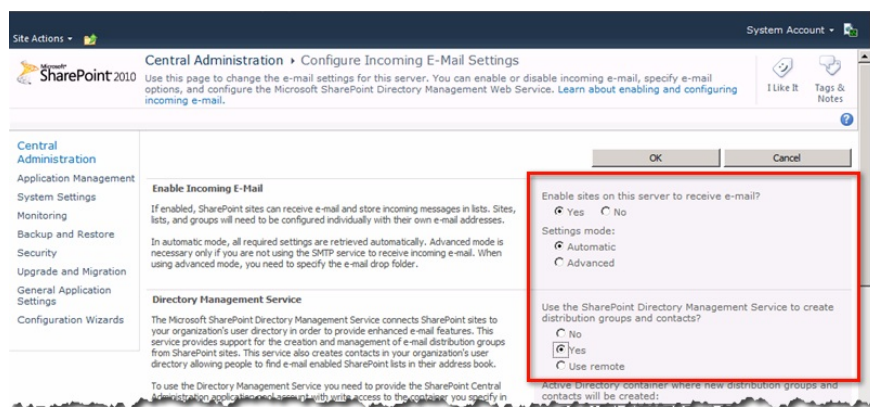 System Account
Site Actions
Microsoft
SharePoint 2010
Central Administration ▸ Configure Incoming E-Mail Settings
Use this page to change the e-mail settings for this server. You can enable or disable incoming e-mail, specify e-mail
options, and configure the Microsoft SharePoint Directory Management Web Service. Learn about enabling and configuring
incoming e-mail.
I Like It
Tags &
Notes
Central
Administration
Application Management
System Settings
Monitoring
Backup and Restore
Security
Upgrade and Migration
General Application
Settings
Configuration Wizards
OK
Cancel
Enable Incoming E-Mail
If enabled, SharePoint sites can receive e-mail and store incoming messages in lists. Sites,
lists, and groups will need to be configured individually with their own e-mail addresses.
In automatic mode, all required settings are retrieved automatically. Advanced mode is
necessary only if you are not using the SMTP service to receive incoming e-mail. When
using advanced mode, you need to specify the e-mail drop folder.
Enable sites on this server to receive e-mail?
Yes No
Settings mode:
Automatic
Advanced
Directory Management Service
The Microsoft SharePoint Directory Management Service connects SharePoint sites to
your organization's user directory in order to provide enhanced e-mail features. This
service provides support for the creation and management of e-mail distribution groups
from SharePoint sites. This service also creates contacts in your organization's user
directory allowing people to find e-mail enabled SharePoint lists in their address book.
To use the Directory Management Service you need to provide the SharePoint Central
Administration application pool account with write access to the container you specify in
Use the SharePoint Directory Management Service to create
distribution groups and contacts?
No
Yes
Use remote
Active Directory container where new distribution groups and
contacts will be created: